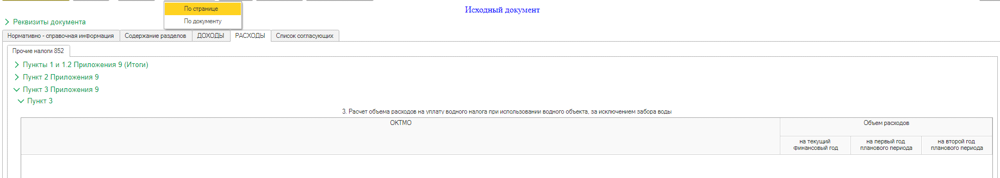 По странице
По документу
Исходный документ
Реквизиты документа
Нормативно - справочная информация Содержание разделов ДОХОДЫ РАСХОДЫ Список согласующих
Прочие налоги 852
Пункты 1 и 1.2 Приложения 9 (Итоги)
Пункт 2 Приложения 9
Пункт 3 Приложения 9
Пункт 3
3. Расчет объема расходов на уплату водного налога при использовании водного объекта, за исключением забора воды
ОКТМО Объем расходов
на текущий финансовый год
на первый год планового периода
на второй год планового периода